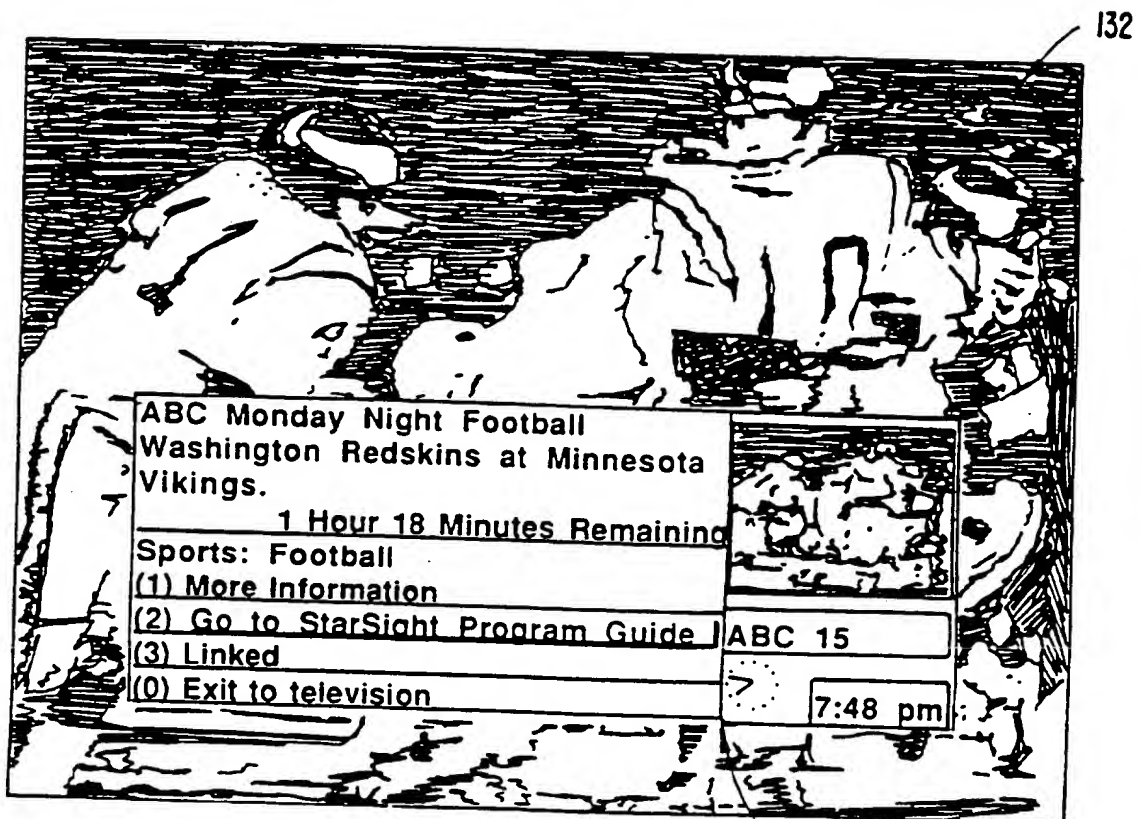 132
ABC Monday Night Football
Washington Redskins at Minnesota
Vikings.
1 Hour 18 Minutes Remaining
Sports: Football
(1) More Information
(2) Go to StarSight Program Guide
(3) Linked
(0) Exit to television
ABC 15
7:48 pm